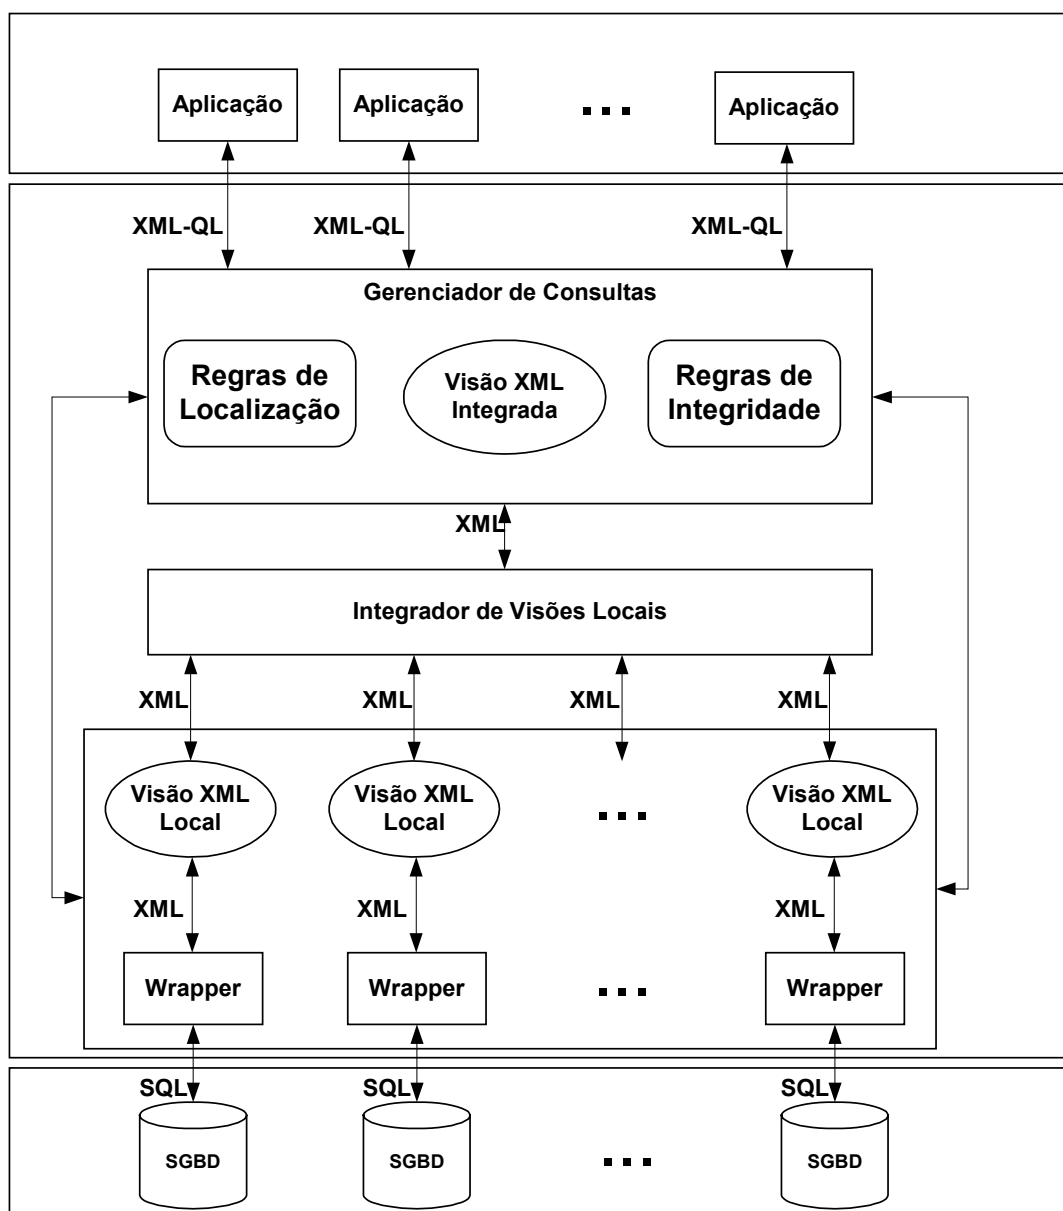 Aplicação
Aplicação
Aplicação
XML-QL
XML-QL
XML-QL
Gerenciador de Consultas
Regras de
Localização
Visão XML
Integrada
Regras de
Integridade
XML
Integrador de Visões Locais
XML
XML
XML
XML
Visão XML
Local
Visão XML
Local
Visão XML
Local
XML
XML
XML
Wrapper
Wrapper
Wrapper
SQL
SQL
SQL
SGBD
SGBD
SGBD